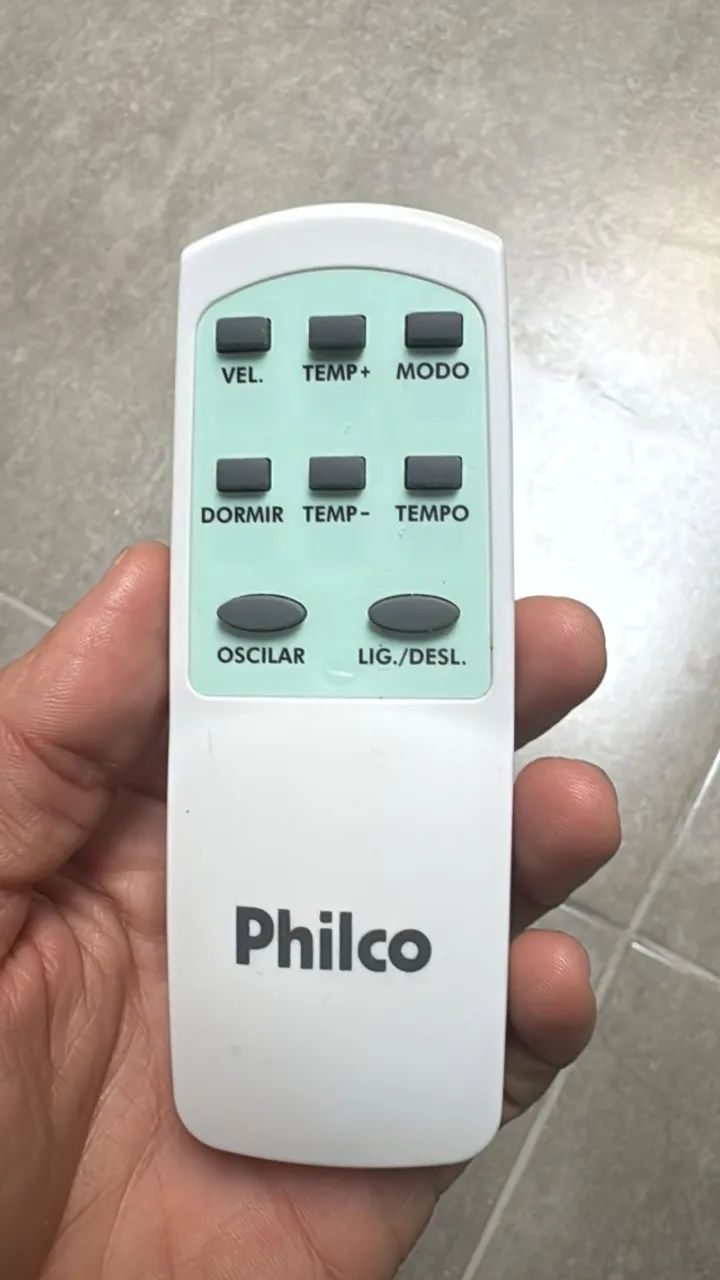 VEL. TEMP+ MODO
DORMIR TEMP- TEMPO
OSCILAR LIG./DESL.
Philco